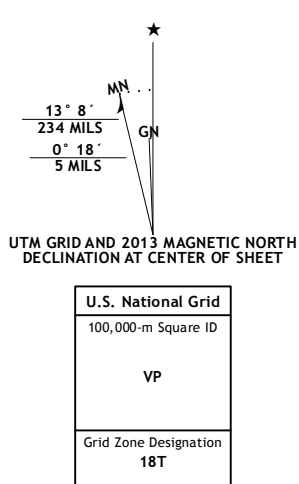 ★
MN
13° 8´
234 MILS
GN
0° 18´
5 MILS
UTM GRID AND 2013 MAGNETIC NORTH
DECLINATION AT CENTER OF SHEET
U.S. National Grid
100,000-m Square ID
VP
Grid Zone Designation
18T